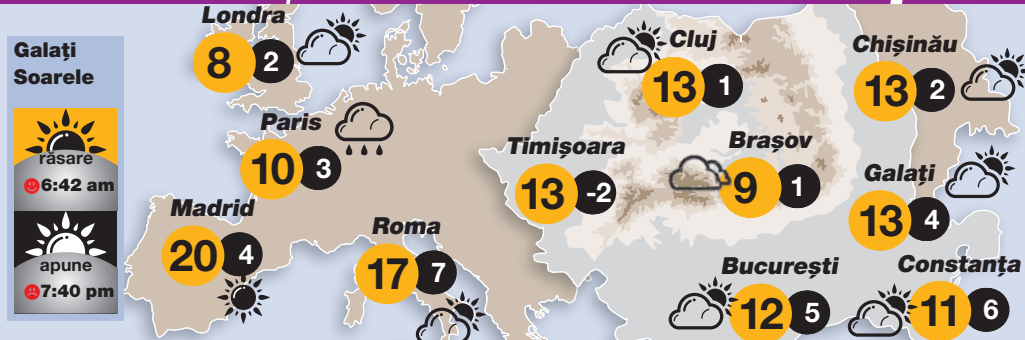 Galați
Soarele
răsare
6:42 am
apune
7:40 pm
Londra
8 2
Paris
10 3
Madrid
20 4
Roma
17 7
Cluj
13 1
Timișoara
13 -2
Brașov
9 1
București
12 5
Chișinău
13 2
Galați
13 4
Constanța
11 6